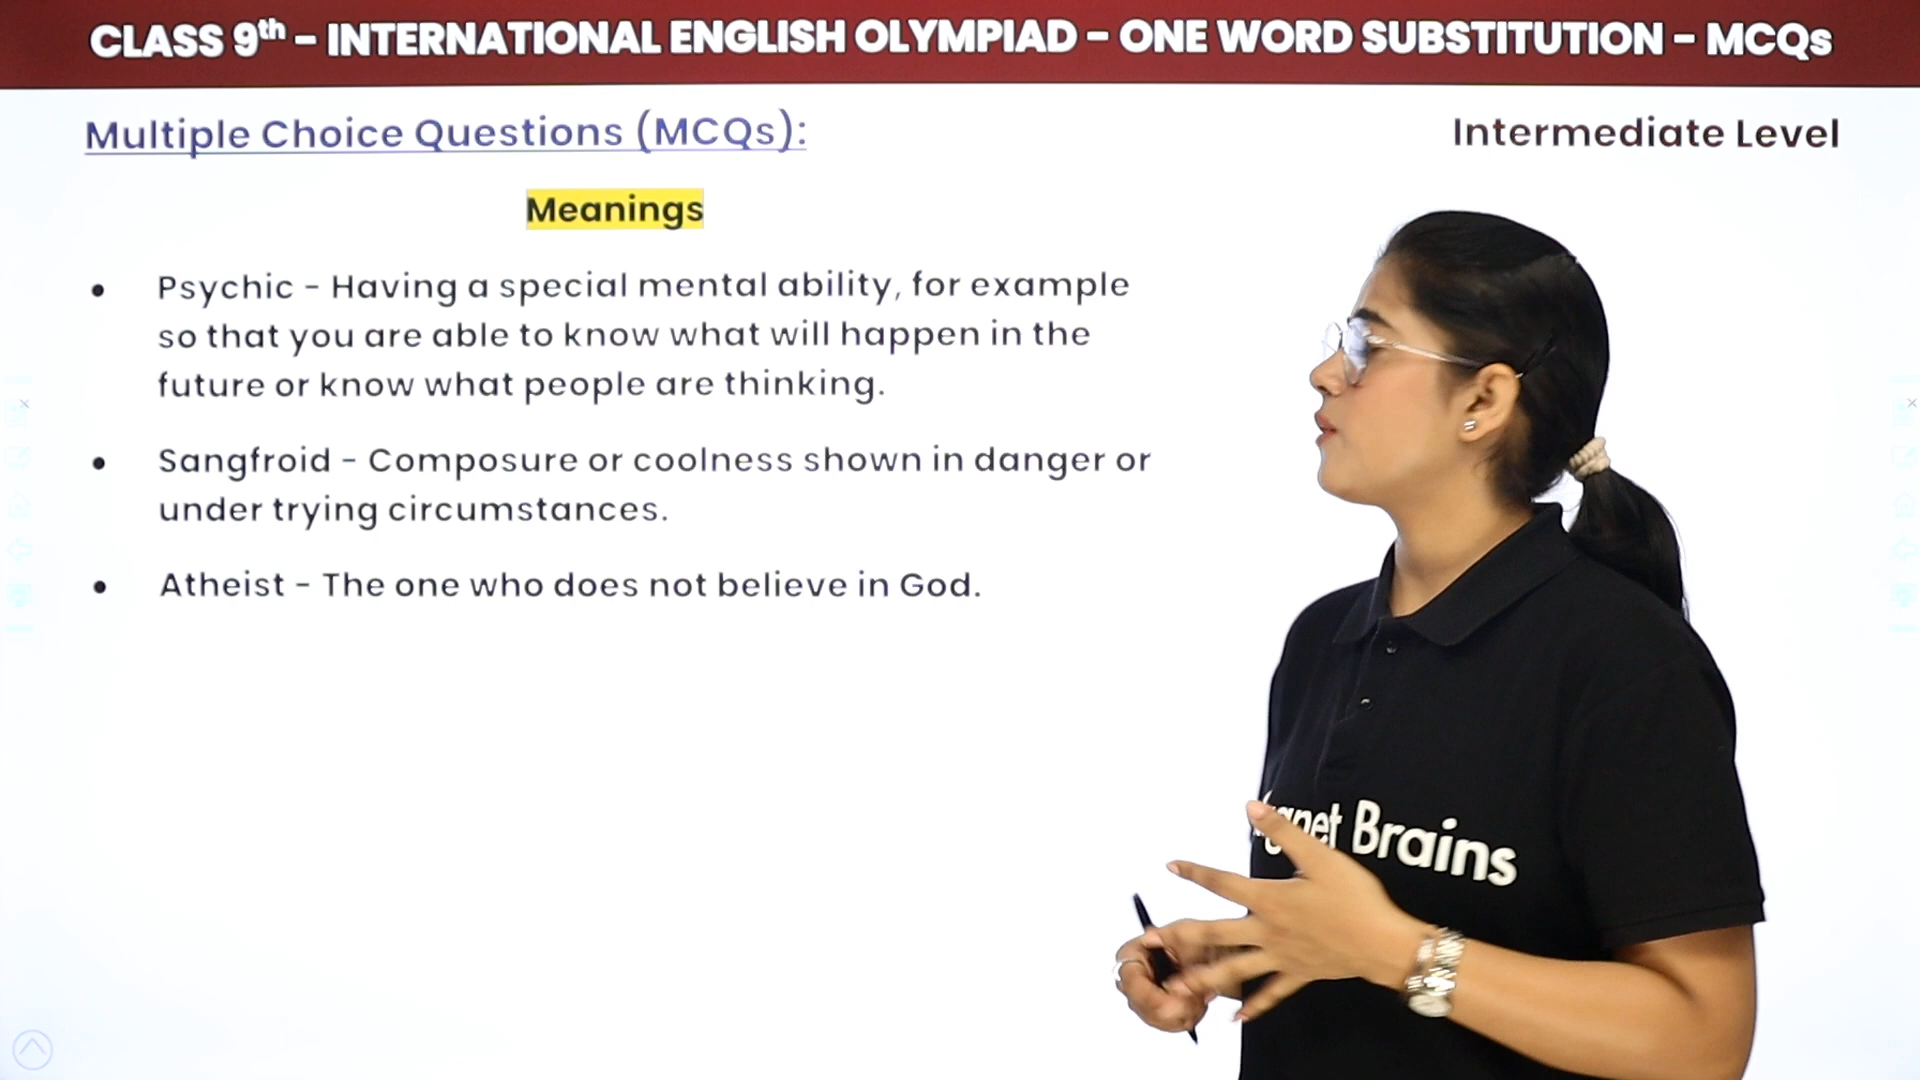 CLASS 9th – INTERNATIONAL ENGLISH OLYMPIAD – ONE WORD SUBSTITUTION – MCQs
Multiple Choice Questions (MCQs):
Intermediate Level
Meanings
• Psychic - Having a special mental ability, for example
so that you are able to know what will happen in the
future or know what people are thinking.
• Sangfroid - Composure or coolness shown in danger or
under trying circumstances.
• Atheist - The one who does not believe in God.
Brains